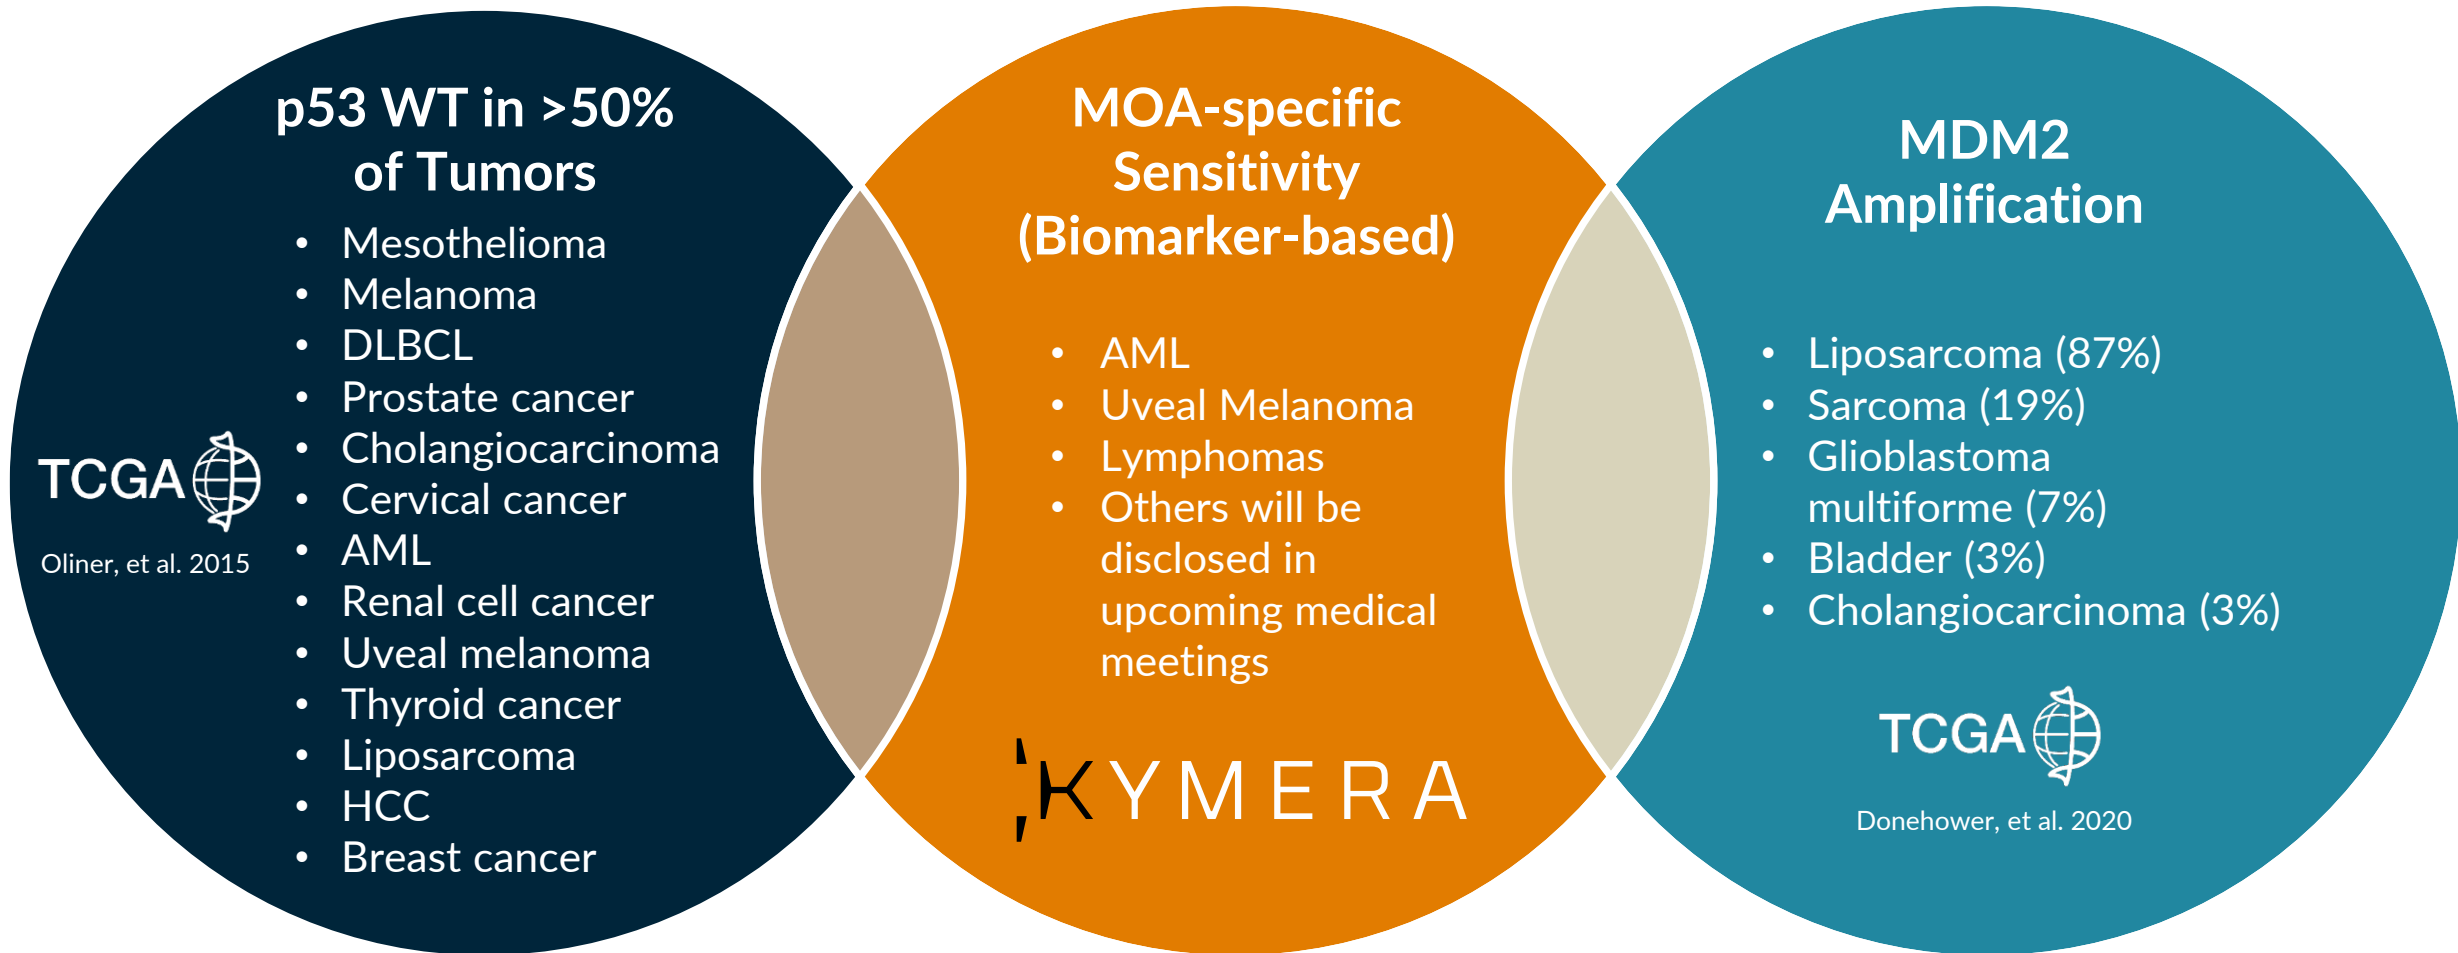 p53 WT in >50%
of Tumors
• Mesothelioma
• Melanoma
• DLBCL
• Prostate cancer
• Cholangiocarcinoma
• Cervical cancer
• AML
• Renal cell cancer
• Uveal melanoma
• Thyroid cancer
• Liposarcoma
• HCC
• Breast cancer
TCGA
Oliner, et al. 2015
MOA-specific
Sensitivity
(Biomarker-based)
• AML
• Uveal Melanoma
• Lymphomas
• Others will be
disclosed in
upcoming medical
meetings
KYMERA
MDM2
Amplification
• Liposarcoma (87%)
• Sarcoma (19%)
• Glioblastoma
multiforme (7%)
• Bladder (3%)
• Cholangiocarcinoma (3%)
TCGA
Donehower, et al. 2020